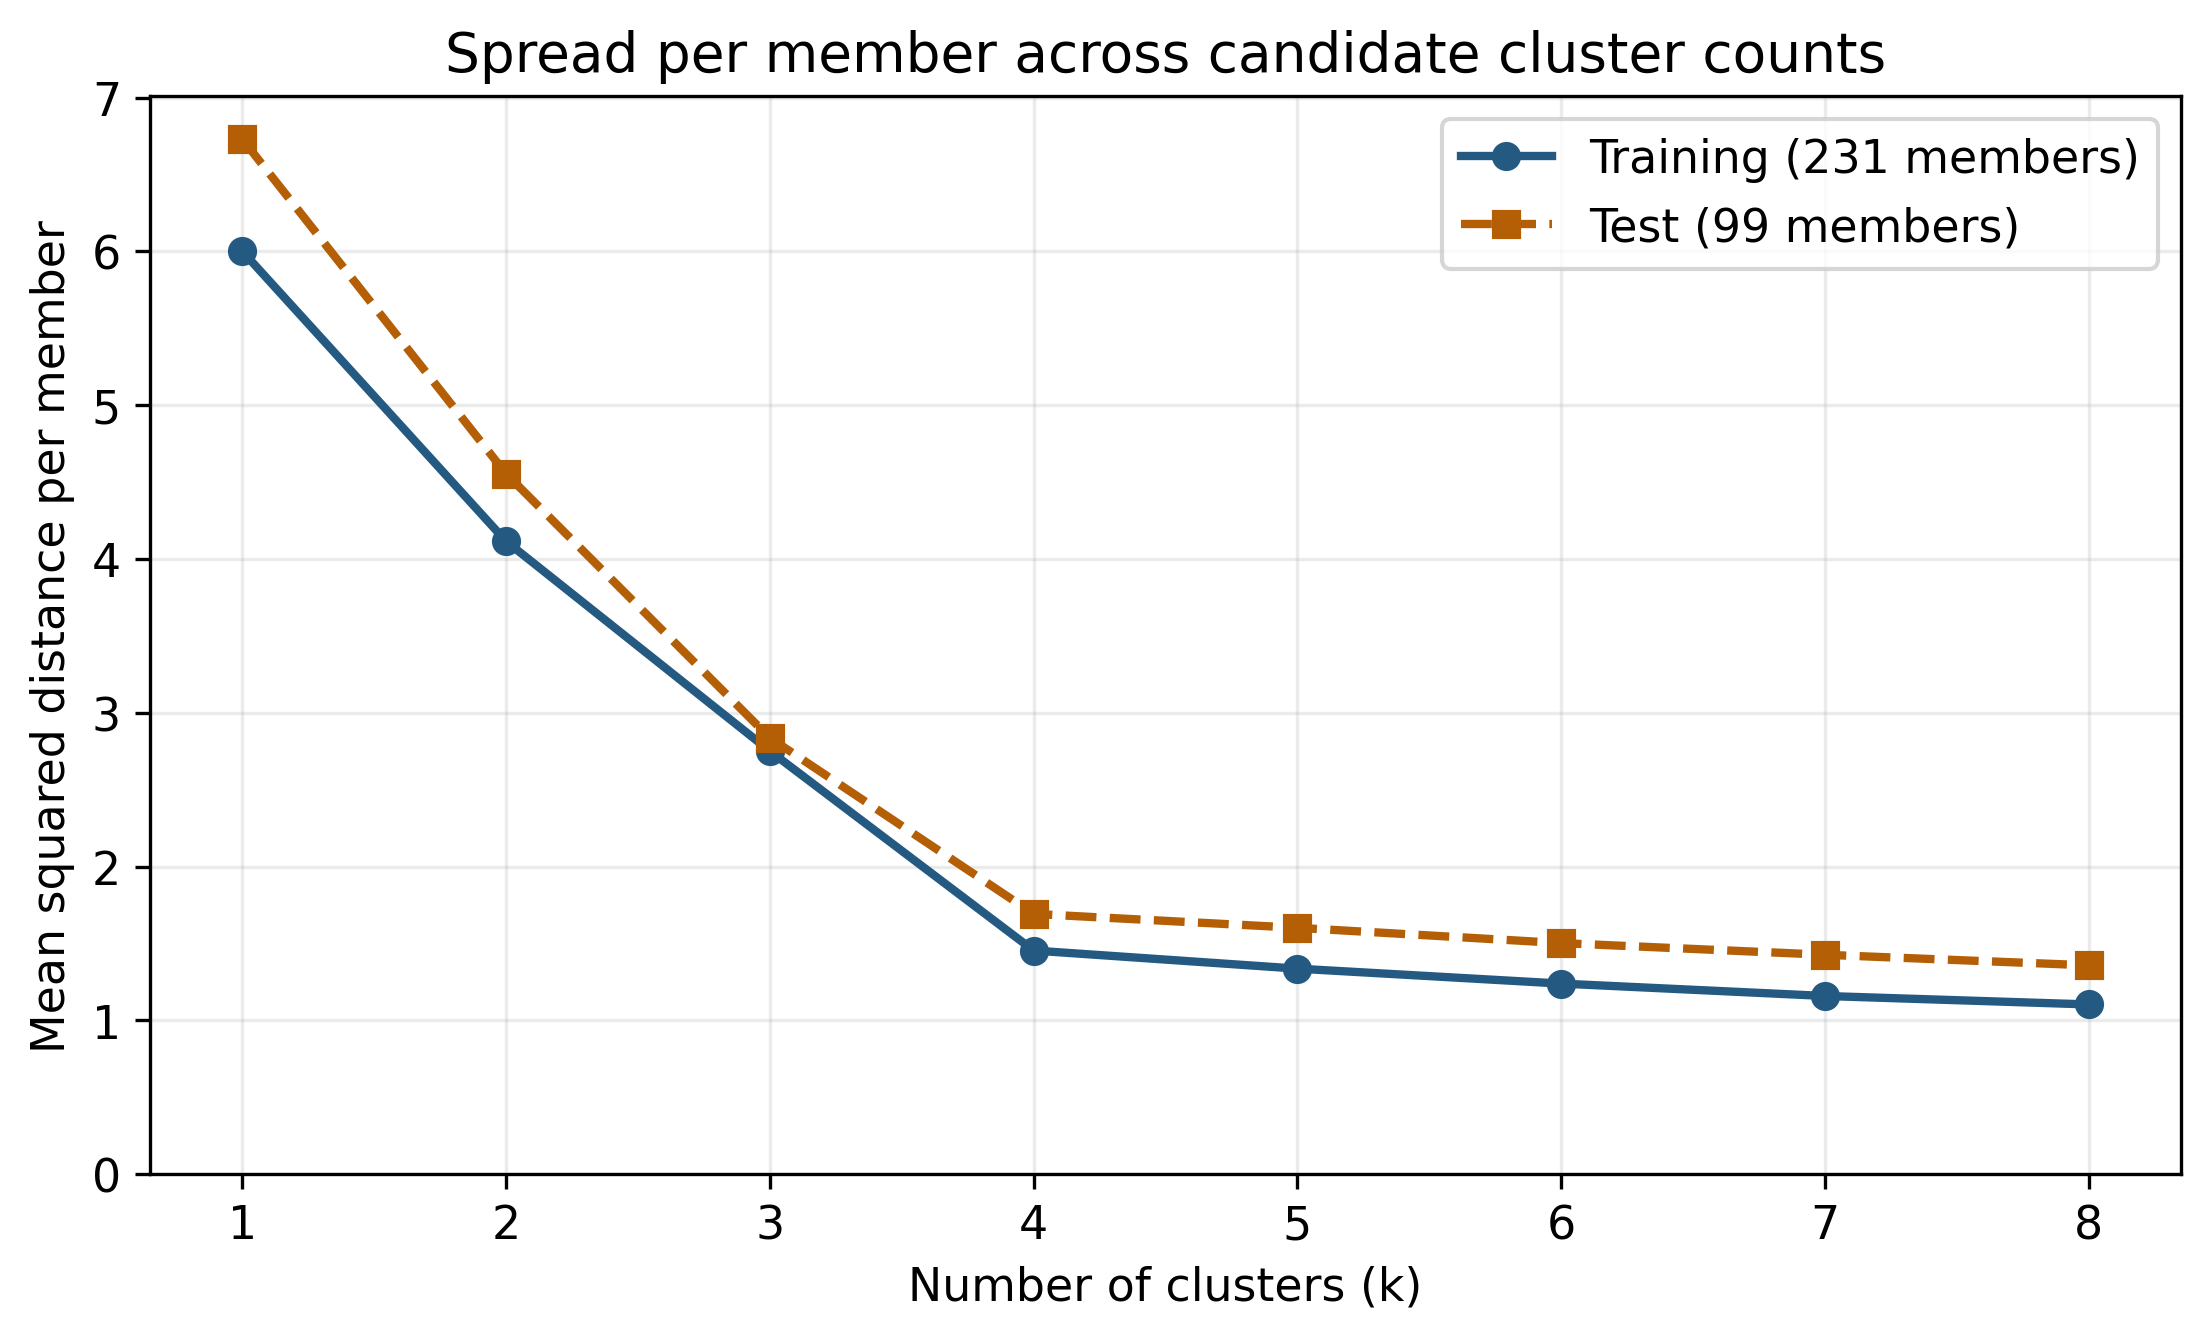 Spread per member across candidate cluster counts
Training (231 members)
Test (99 members)
Mean squared distance per member
7
6
5
4
3
2
1
0
1 2 3 4 5 6 7 8
Number of clusters (k)